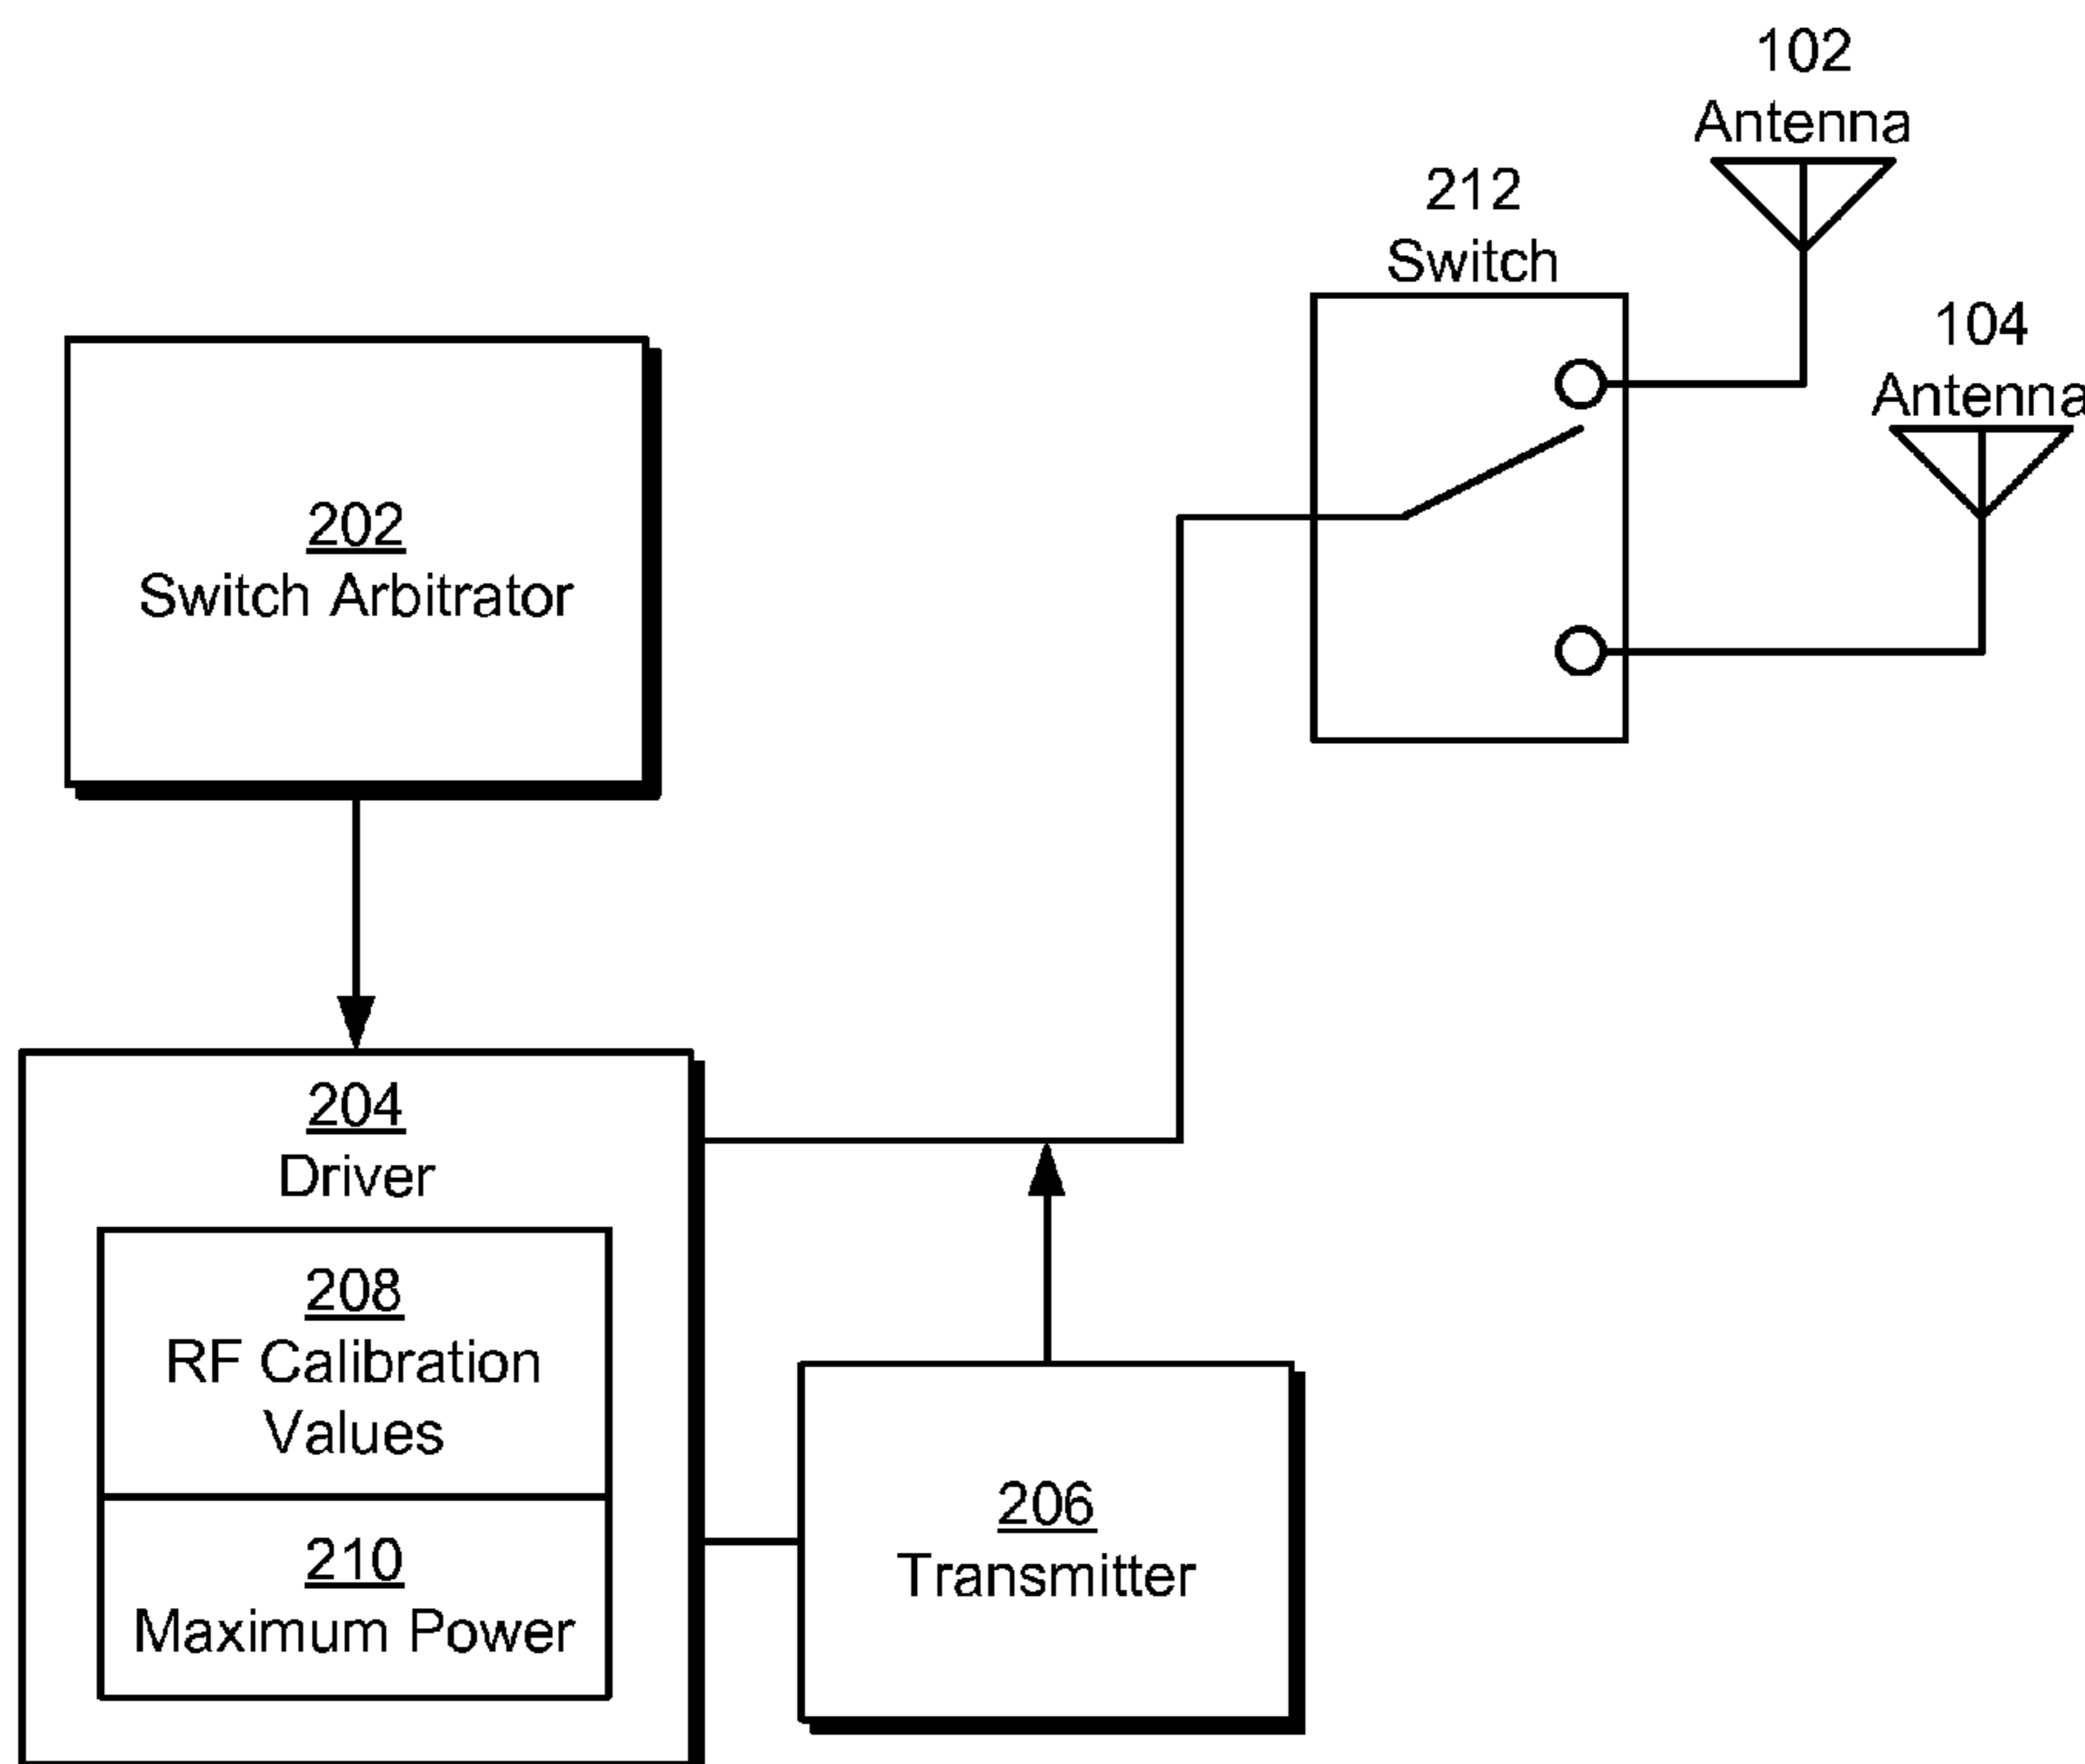 102
Antenna
212
Switch
104
Antenna
202
Switch Arbitrator
204
Driver
208
RF Calibration
Values
206
Transmitter
210
Maximum Power